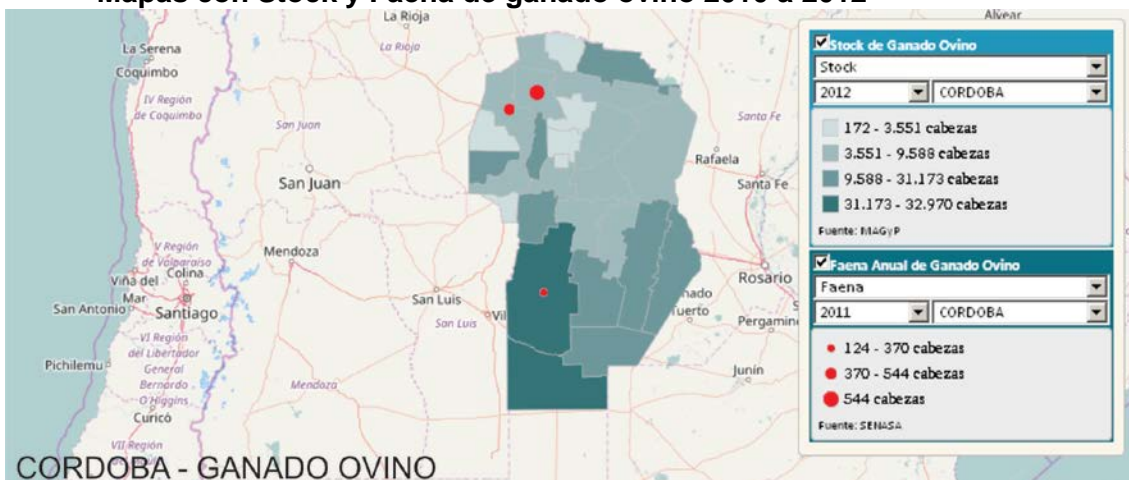 Mapas con Stock y Faena de ganado ovino 2010 a 2012
La Rioja
La Rioja
La Serena
Coquimbo
IV Región
de Coquimbo
San Juan
San Juan
Alvear
Santa Fe
Rafaela
Santa Fe
V Región
de Valparaíso
Viña del
Mar
Colina
San Antonio
Santiago
Mendoza
San Luis
San Luis
Vil
Rosario
nado
uerto
Pergamin
Junín
VI Región
del Libertador
General
Bernardo
O'Higgins
Pichilemu
Mendoza
Curicó
VII Región
CORDOBA - GANADO OVINO
Stock de Ganado Ovino
Stock
2012 CORDOBA
172 - 3.551 cabezas
3.551 - 9.588 cabezas
9.588 - 31.173 cabezas
31.173 - 32.970 cabezas
Fuente: MAGyP
Faena Anual de Ganado Ovino
Faena
2011 CORDOBA
124 - 370 cabezas
370 - 544 cabezas
544 cabezas
Fuente: SENASA